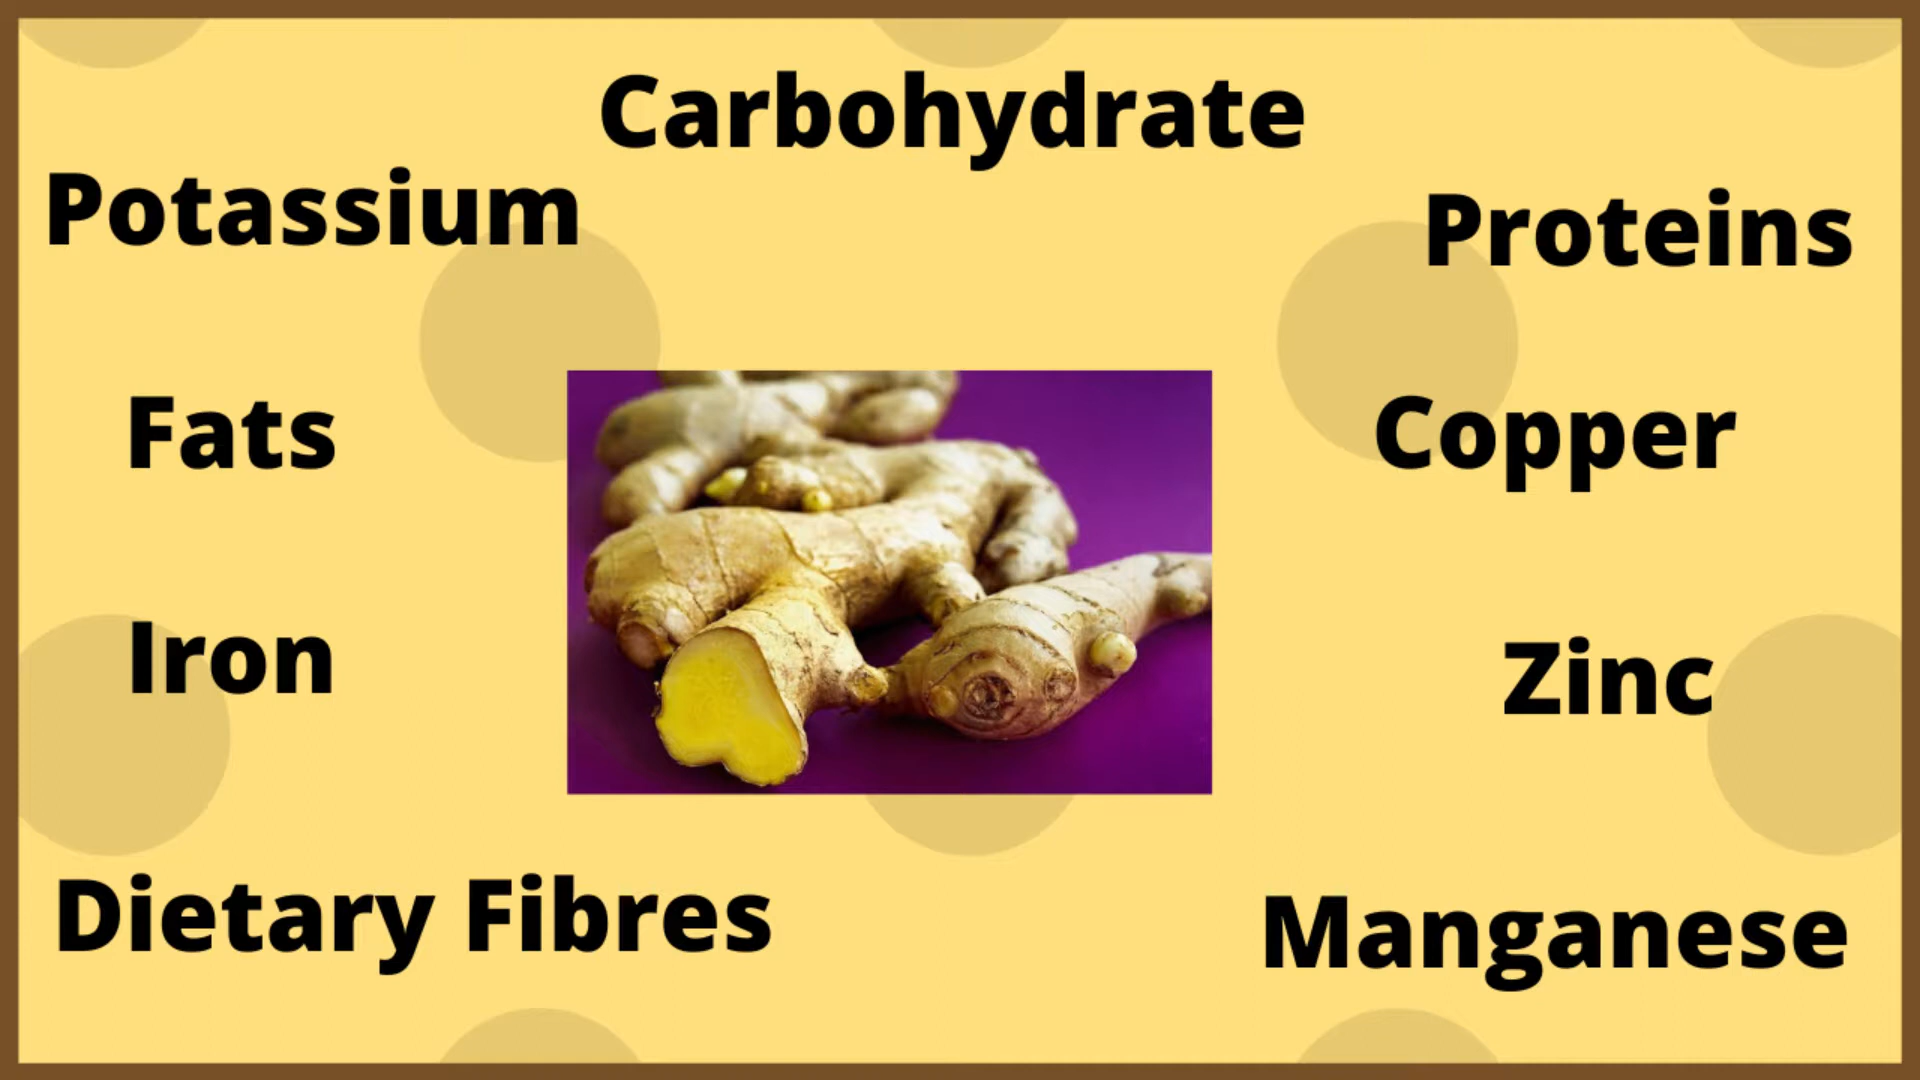 Carbohydrate
Potassium
Proteins
Fats
Copper
Iron
Zinc
Dietary Fibres
Manganese